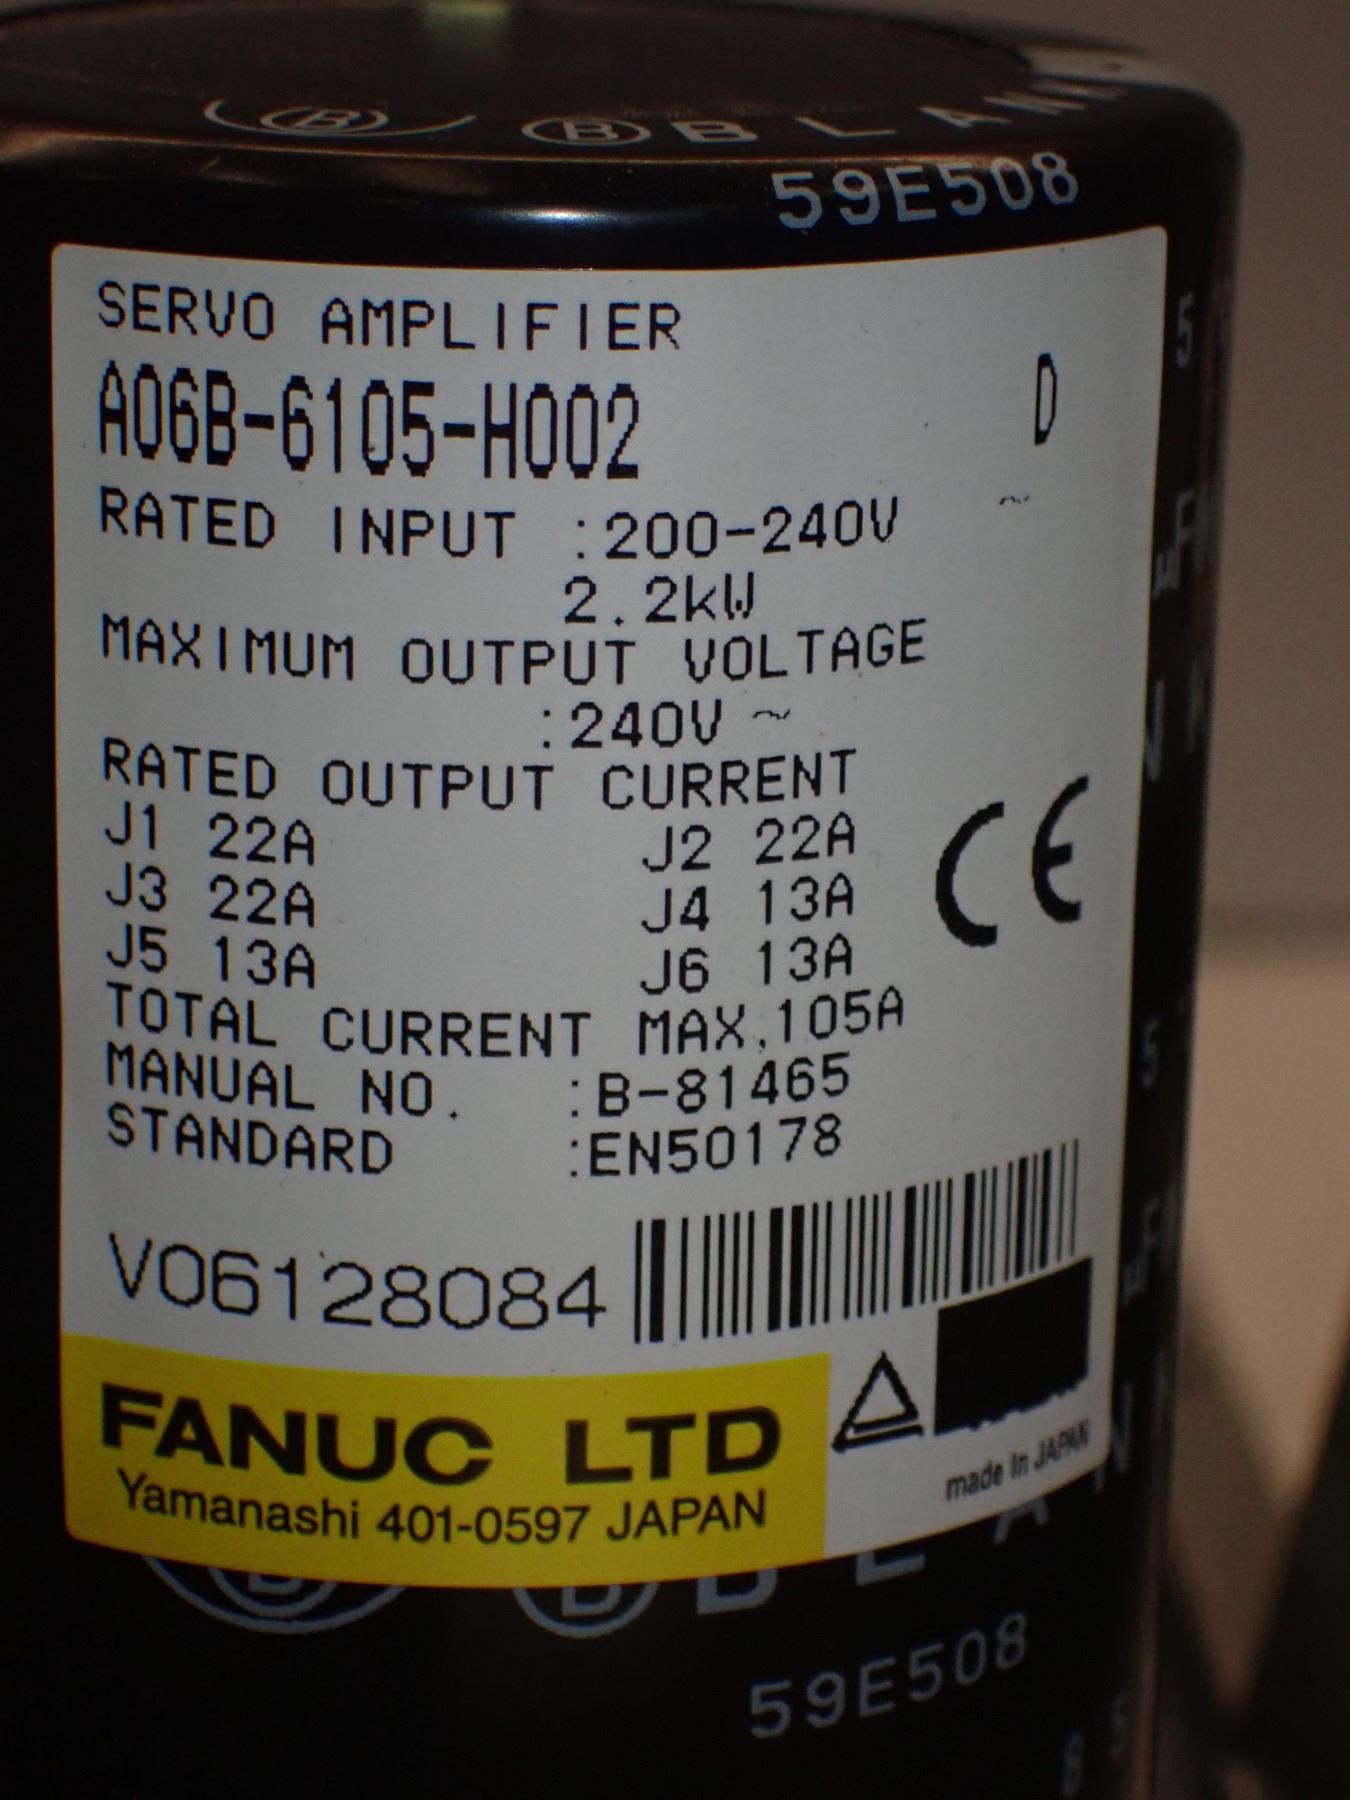 B B BLAN
59E508
SERVO AMPLIFIER
A06B-6105-H002 D
RATED INPUT :200-240V ~
2.2kW
MAXIMUM OUTPUT VOLTAGE
:240V ~
RATED OUTPUT CURRENT
J1 22A J2 22A
J3 22A J4 13A
J5 13A J6 13A
CE
TOTAL CURRENT MAX.105A
MANUAL NO. :B-81465
STANDARD :EN50178
V06128084
FANUC LTD
Yamanashi 401-0597 JAPAN
made in JAPAN
59E508